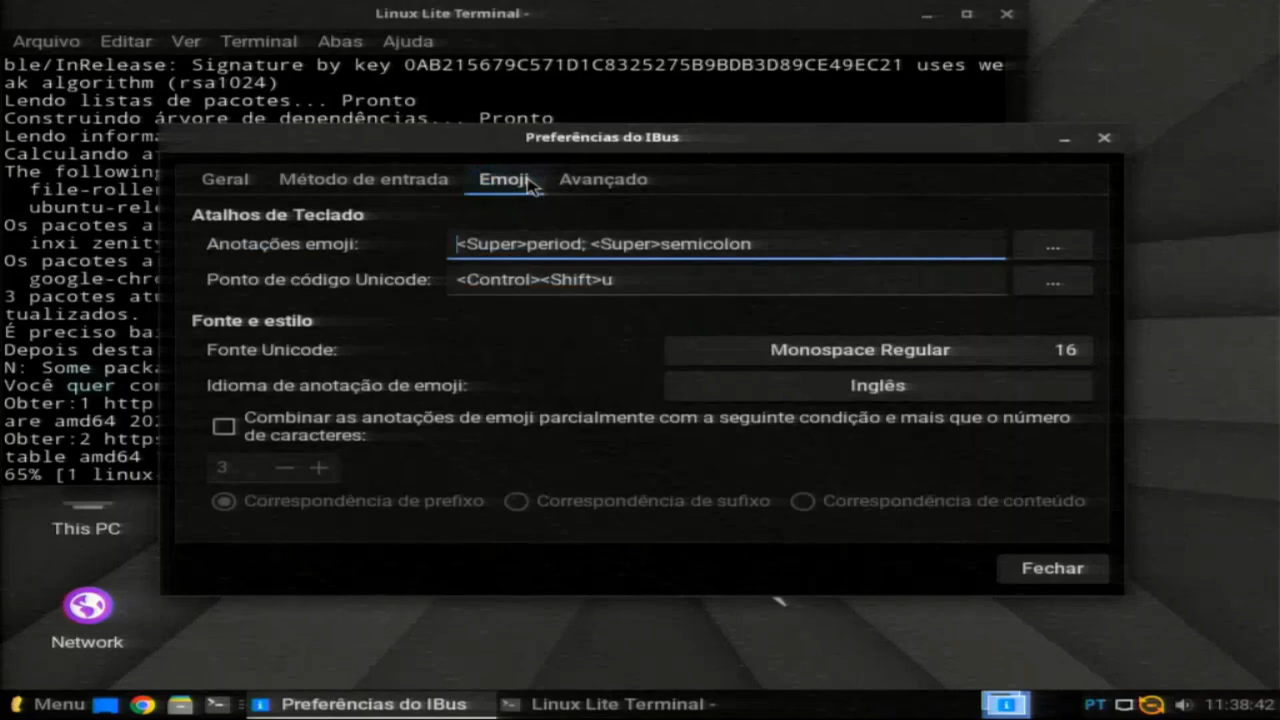 Linux Lite Terminal -
Arquivo Editar Ver Terminal Abas Ajuda
ble/InRelease: Signature by key 0AB215679C571D1C8325275B9BDB3D89CE49EC21 uses we
ak algorithm (rsa1024)
Lendo listas de pacotes... Pronto
Construindo árvore de dependências... Pronto
Lendo inform
Calculando a
The following
file-roller
ubuntu-rel
Os pacotes a
inxi zenity
Os pacotes a
google-chr
3 pacotes at
tualizados.
É preciso ba
Depois desta
N: Some pack
Você quer co
Obter:1 http
are amd64 20
Obter:2 http
table amd64
65% [1 linux
Preferências do IBus
Geral Método de entrada Emoji Avançado
Atalhos de Teclado
Anotações emoji: <Super>period; <Super>semicolon ...
Ponto de código Unicode: <Control><Shift>u ...
Fonte e estilo
Fonte Unicode: Monospace Regular 16
Idioma de anotação de emoji: Inglês
Combinar as anotações de emoji parcialmente com a seguinte condição e mais que o número
de caracteres:
3 — +
Correspondência de prefixo Correspondência de sufixo Correspondência de conteúdo
Fechar
This PC
Network
Menu Preferências do IBus Linux Lite Terminal - PT 11:38:42